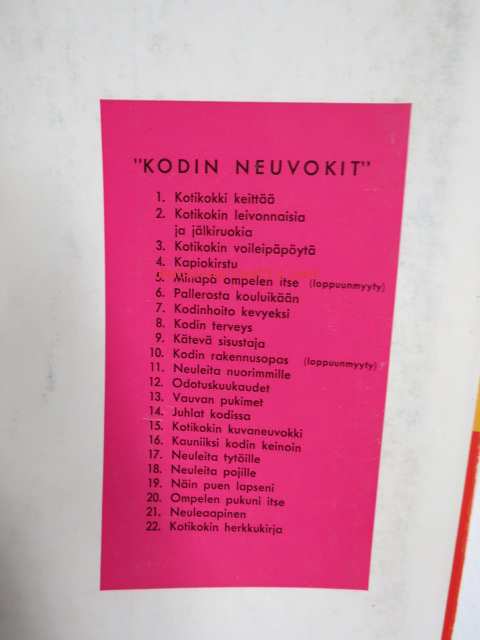 "KODIN NEUVOKIT"
1. Kotikokki keittää
2. Kotikokin leivonnaisia
ja jälkiruokia
3. Kotikokin voileipäpöytä
4. Kapiokirstu
5. Minäpä ompelen itse (loppuunmyyty)
6. Pallerosta kouluikään
7. Kodinhoito kevyeksi
8. Kodin terveys
9. Kätevä sisustaja
10. Kodin rakennusopas (loppuunmyyty)
11. Neuleita nuorimmille
12. Odotuskuukaudet
13. Vauvan pukimet
14. Juhlat kodissa
15. Kotikokin kuvaneuvokki
16. Kauniiksi kodin keinoin
17. Neuleita tytöille
18. Neuleita pojille
19. Näin puen lapseni
20. Ompelen pukuni itse
21. Neuleaapinen
22. Kotikokin herkkukirja